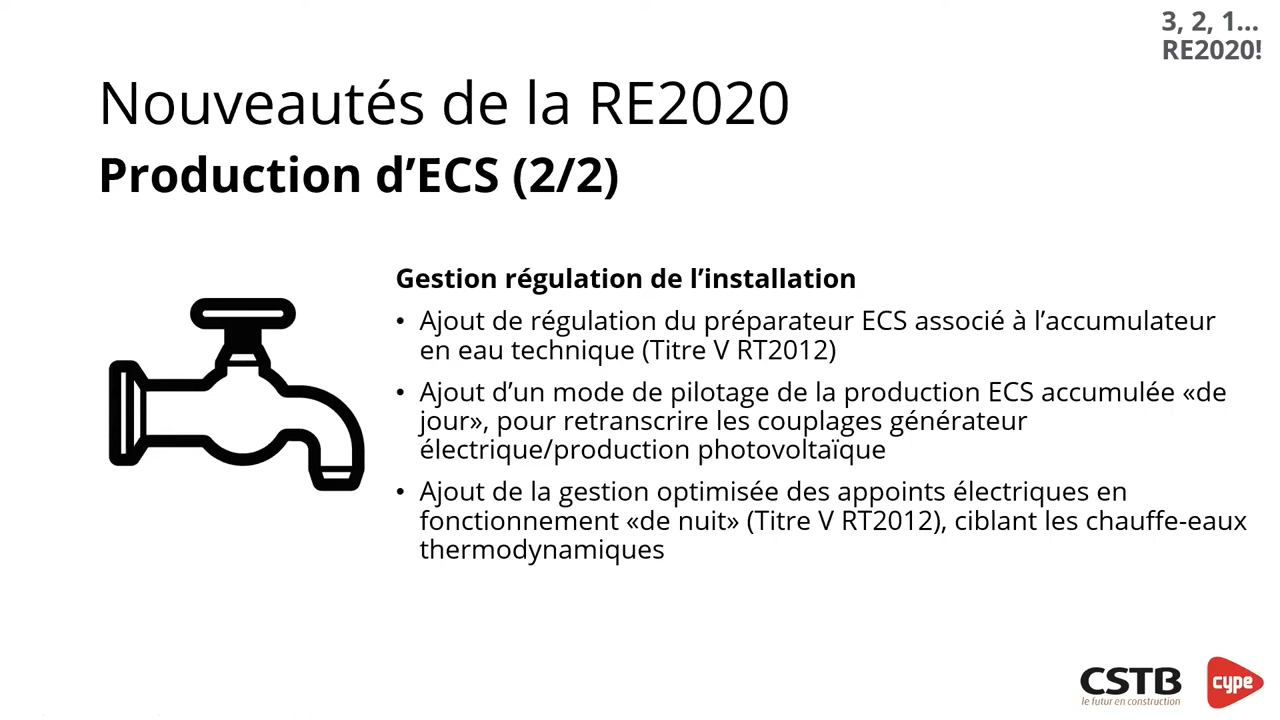 3, 2, 1...
RE2020!
Nouveautés de la RE2020
Production d’ECS (2/2)
Gestion régulation de l’installation
• Ajout de régulation du préparateur ECS associé à l’accumulateur
en eau technique (Titre V RT2012)
• Ajout d’un mode de pilotage de la production ECS accumulée «de
jour», pour retranscrire les couplages générateur
électrique/production photovoltaïque
• Ajout de la gestion optimisée des appoints électriques en
fonctionnement «de nuit» (Titre V RT2012), ciblant les chauffe-eaux
thermodynamiques
CSTB
le futur en construction
cype